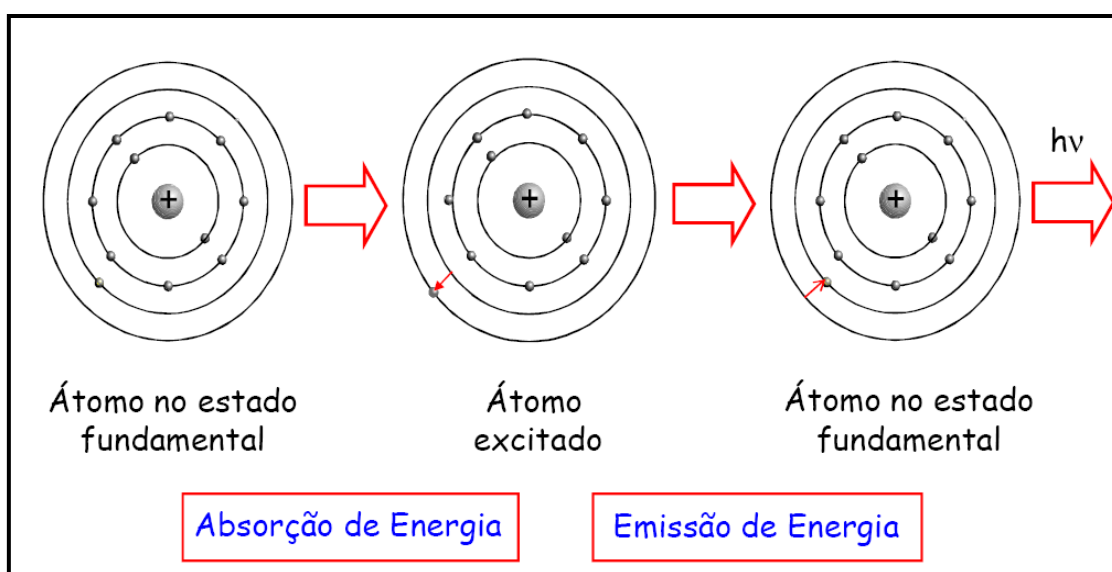 +
+
+
hν
Átomo no estado
fundamental
Átomo
excitado
Átomo no estado
fundamental
Absorção de Energia
Emissão de Energia